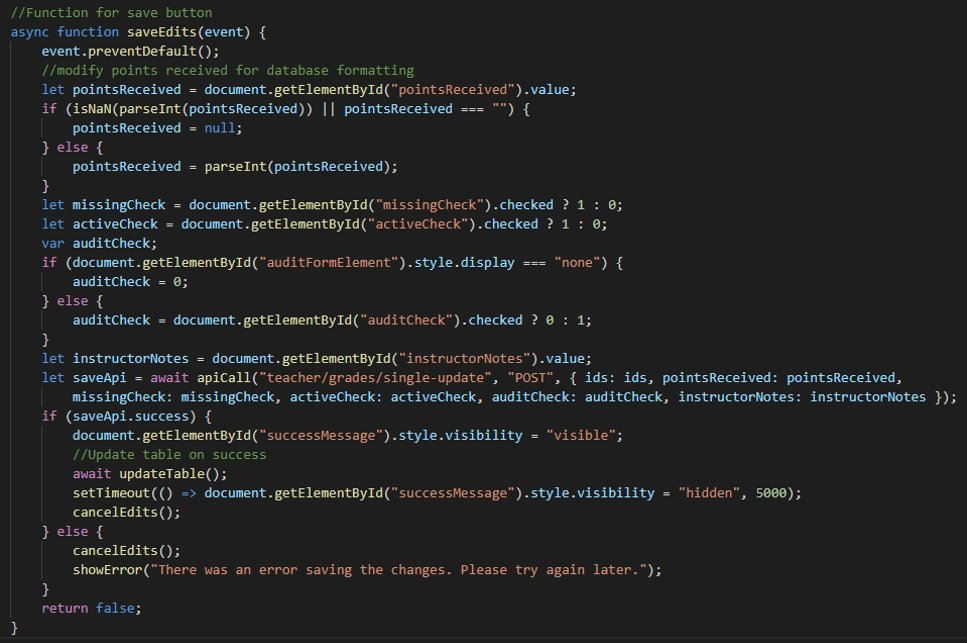 //Function for save button
async function saveEdits(event) {
    event.preventDefault();
    //modify points received for database formatting
    let pointsReceived = document.getElementById("pointsReceived").value;
    if (isNaN(parseInt(pointsReceived)) || pointsReceived === "") {
        pointsReceived = null;
    } else {
        pointsReceived = parseInt(pointsReceived);
    }
    let missingCheck = document.getElementById("missingCheck").checked ? 1 : 0;
    let activeCheck = document.getElementById("activeCheck").checked ? 1 : 0;
    var auditCheck;
    if (document.getElementById("auditFormElement").style.display === "none") {
        auditCheck = 0;
    } else {
        auditCheck = document.getElementById("auditCheck").checked ? 0 : 1;
    }
    let instructorNotes = document.getElementById("instructorNotes").value;
    let saveApi = await apiCall("teacher/grades/single-update", "POST", { ids: ids, pointsReceived: pointsReceived,
        missingCheck: missingCheck, activeCheck: activeCheck, auditCheck: auditCheck, instructorNotes: instructorNotes });
    if (saveApi.success) {
        document.getElementById("successMessage").style.visibility = "visible";
        //Update table on success
        await updateTable();
        setTimeout(() => document.getElementById("successMessage").style.visibility = "hidden", 5000);
        cancelEdits();
    } else {
        cancelEdits();
        showError("There was an error saving the changes. Please try again later.");
    }
    return false;
}